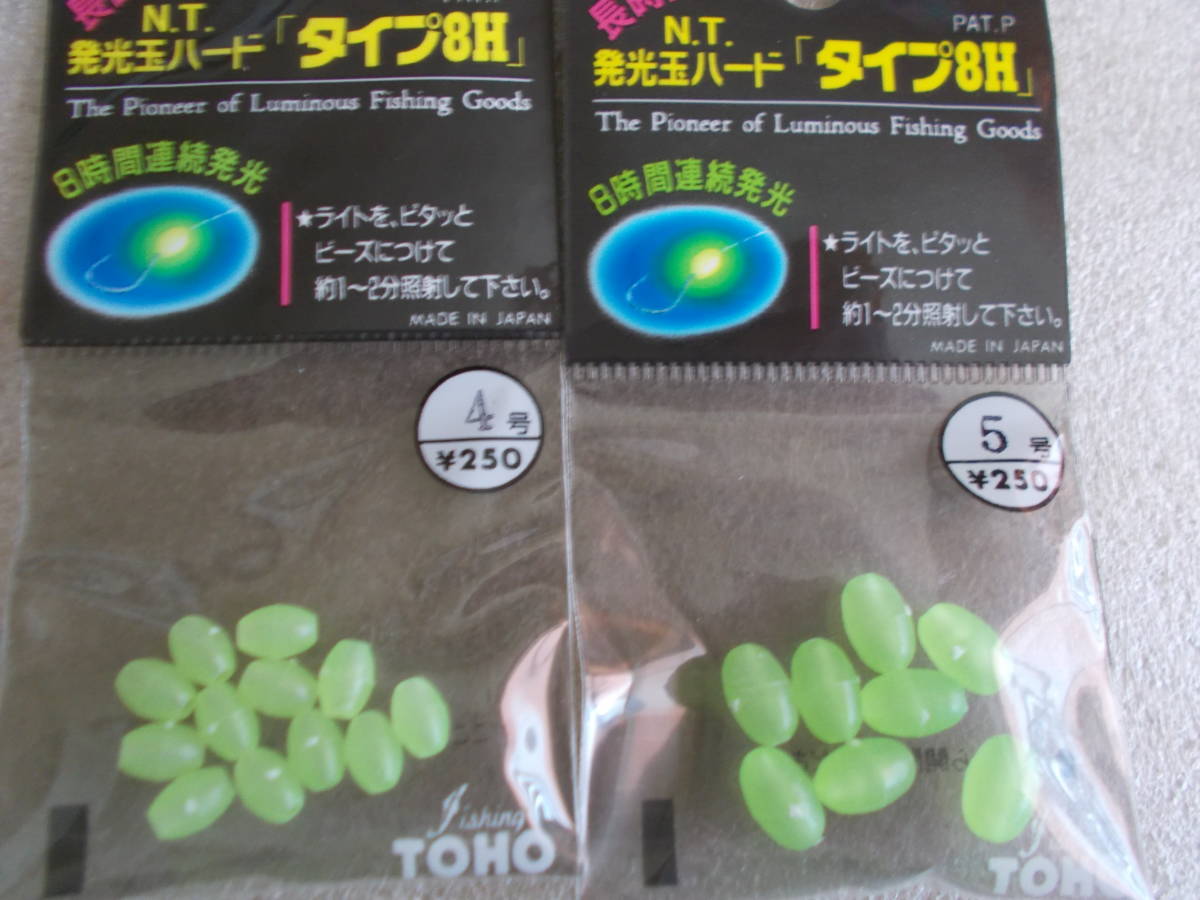 N.T.
発光玉ハード「タイプ8H」
The Pioneer of Luminous Fishing Goods
8時間連続発光
★ライトを、ピタッと
ビーズにつけて
約1〜2分照射して下さい。
MADE IN JAPAN
4号
¥250
Fishing
TOHO
PAT.P
N.T.
発光玉ハード「タイプ8H」
The Pioneer of Luminous Fishing Goods
8時間連続発光
★ライトを、ピタッと
ビーズにつけて
約1〜2分照射して下さい。
MADE IN JAPAN
5号
¥250
TOHO